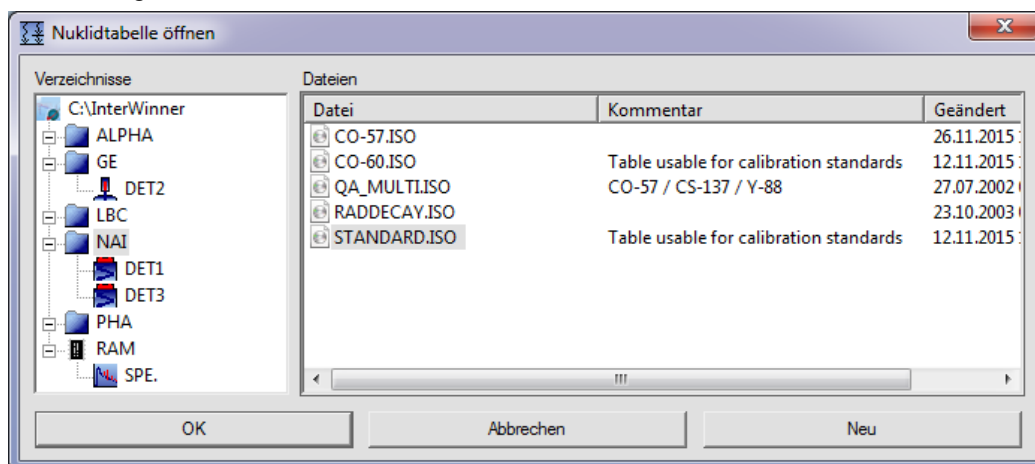 Nuklidtabelle öffnen
Verzeichnisse
Dateien
C:\InterWinner
ALPHA
GE
DET2
LBC
NAI
DET1
DET3
PHA
RAM
SPE.
Datei Kommentar Geändert
CO-57.ISO 26.11.2015
CO-60.ISO Table usable for calibration standards 12.11.2015
QA_MULTI.ISO CO-57 / CS-137 / Y-88 27.07.2002
RADDECAY.ISO 23.10.2003
STANDARD.ISO Table usable for calibration standards 12.11.2015
OK Abbrechen Neu